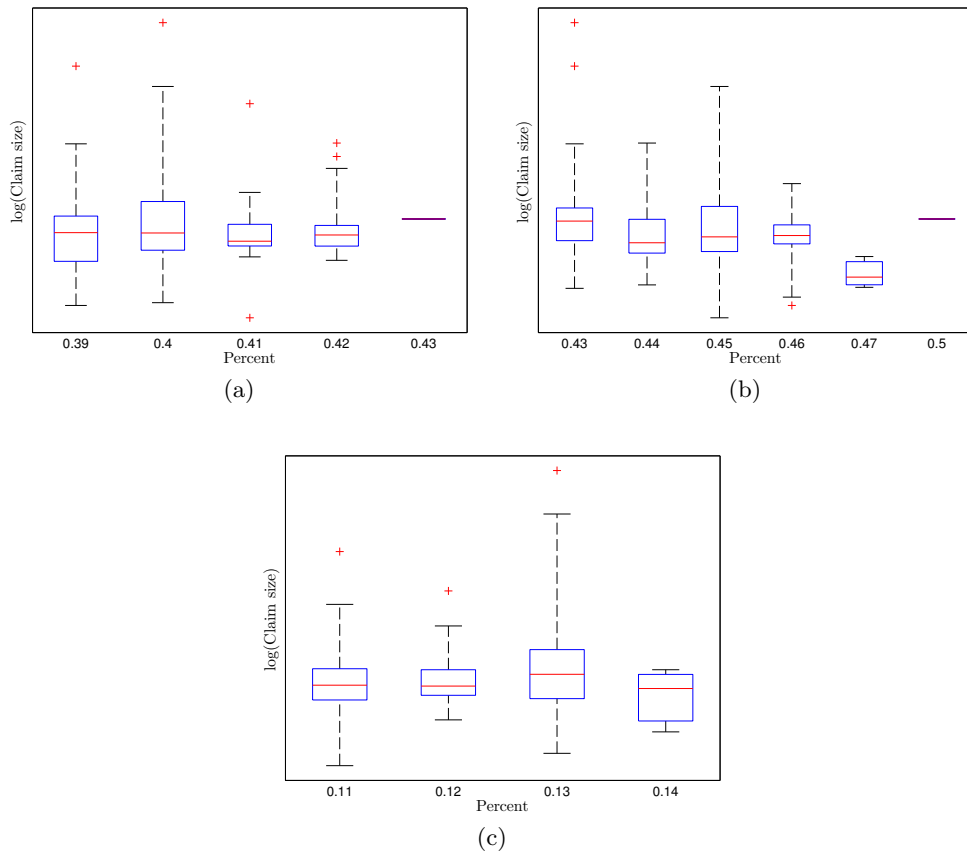 log(Claim size)
0.39 0.4 0.41 0.42 0.43
Percent
(a)
log(Claim size)
0.43 0.44 0.45 0.46 0.47 0.5
Percent
(b)
log(Claim size)
0.11 0.12 0.13 0.14
Percent
(c)